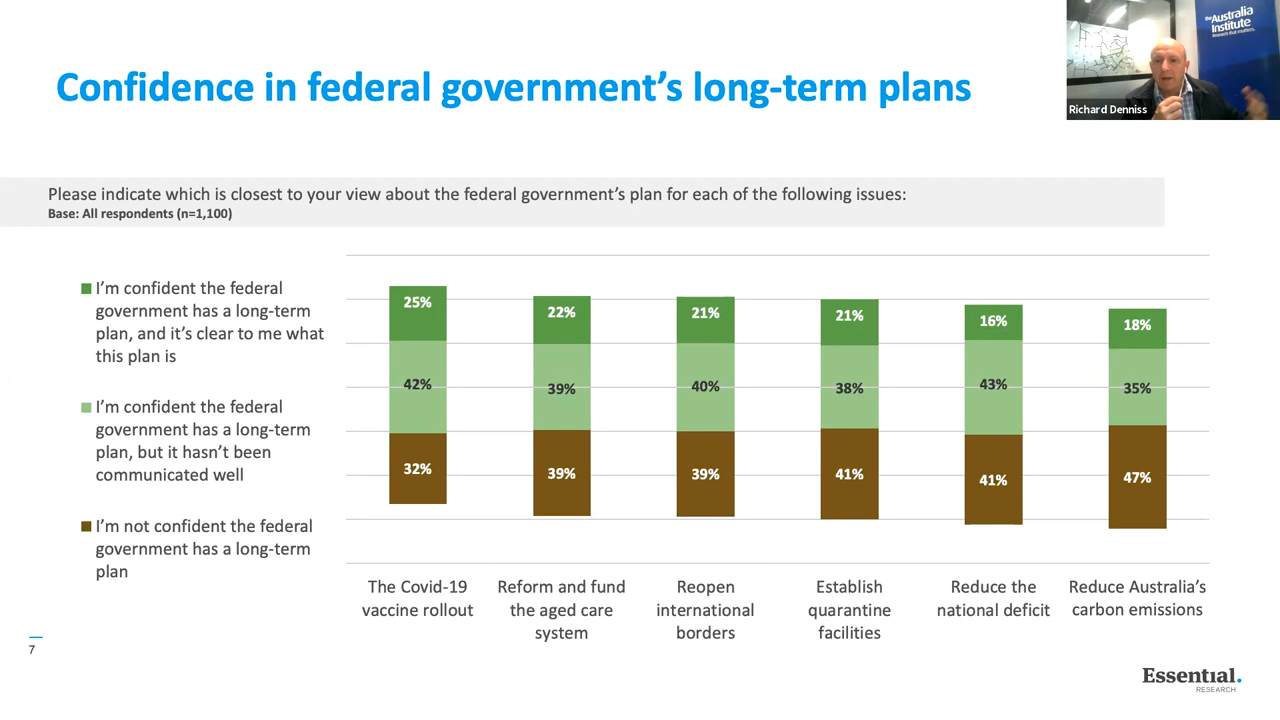 Confidence in federal government’s long-term plans
the Australia
Institute
Research that matters.
Richard Denniss
Please indicate which is closest to your view about the federal government’s plan for each of the following issues:
Base: All respondents (n=1,100)
I’m confident the federal
government has a long-term
plan, and it’s clear to me what
this plan is
I’m confident the federal
government has a long-term
plan, but it hasn’t been
communicated well
I’m not confident the federal
government has a long-term
plan
25% 22% 21% 21% 16% 18%
42% 39% 40% 38% 43% 35%
32% 39% 39% 41% 41% 47%
The Covid-19
vaccine rollout
Reform and fund
the aged care
system
Reopen
international
borders
Establish
quarantine
facilities
Reduce the
national deficit
Reduce Australia’s
carbon emissions
7
Essential.
RESEARCH